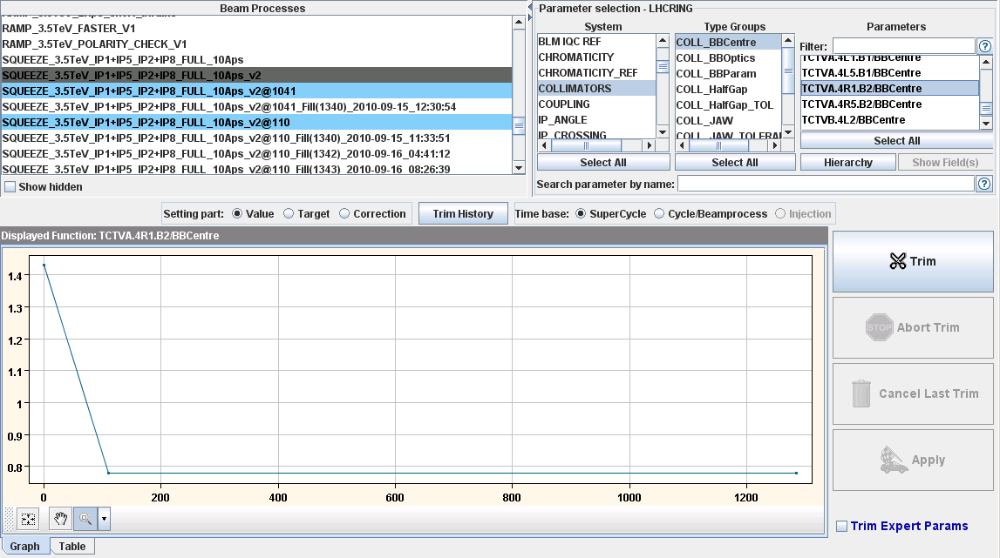 Beam Processes
RAMP_3.5TeV_FASTER_V1
RAMP_3.5TeV_POLARITY_CHECK_V1
SQUEEZE_3.5TeV_IP1+IP5_IP2+IP8_FULL_10Aps
SQUEEZE_3.5TeV_IP1+IP5_IP2+IP8_FULL_10Aps_v2
SQUEEZE_3.5TeV_IP1+IP5_IP2+IP8_FULL_10Aps_v2@1041
SQUEEZE_3.5TeV_IP1+IP5_IP2+IP8_FULL_10Aps_v2@1041_Fill(1340)_2010-09-15_12:30:54
SQUEEZE_3.5TeV_IP1+IP5_IP2+IP8_FULL_10Aps_v2@110
SQUEEZE_3.5TeV_IP1+IP5_IP2+IP8_FULL_10Aps_v2@110_Fill(1340)_2010-09-15_11:33:51
SQUEEZE_3.5TeV_IP1+IP5_IP2+IP8_FULL_10Aps_v2@110_Fill(1342)_2010-09-16_04:41:12
SQUEEZE_3.5TeV_IP1+IP5_IP2+IP8_FULL_10Aps_v2@110_Fill(1343)_2010-09-16_08:26:39
Show hidden
Parameter selection - LHCRING
System
BLM IQC REF
CHROMATICITY
CHROMATICITY_REF
COLLIMATORS
COUPLING
IP_ANGLE
IP_CROSSING
Select All
Type Groups
COLL_BBCentre
COLL_BBOptics
COLL_BBParam
COLL_HalfGap
COLL_HalfGap_TOL
COLL_JAW
COLL_JAW_TOLERA
Select All
Parameters
Filter:
?
TCTVA.4L1.B1/BBCentre
TCTVA.4L5.B1/BBCentre
TCTVA.4R1.B2/BBCentre
TCTVA.4R5.B2/BBCentre
TCTVB.4L2/BBCentre
Select All
Hierarchy
Show Field(s)
Search parameter by name:
?
Setting part: Value Target Correction
Trim History
Time base: SuperCycle Cycle/Beamprocess Injection
Displayed Function: TCTVA.4R1.B2/BBCentre
1.4
1.3
1.2
1.1
1
0.9
0.8
0 200 400 600 800 1000 1200
Graph
Table
Trim
STOP Abort Trim
Cancel Last Trim
Apply
Trim Expert Params